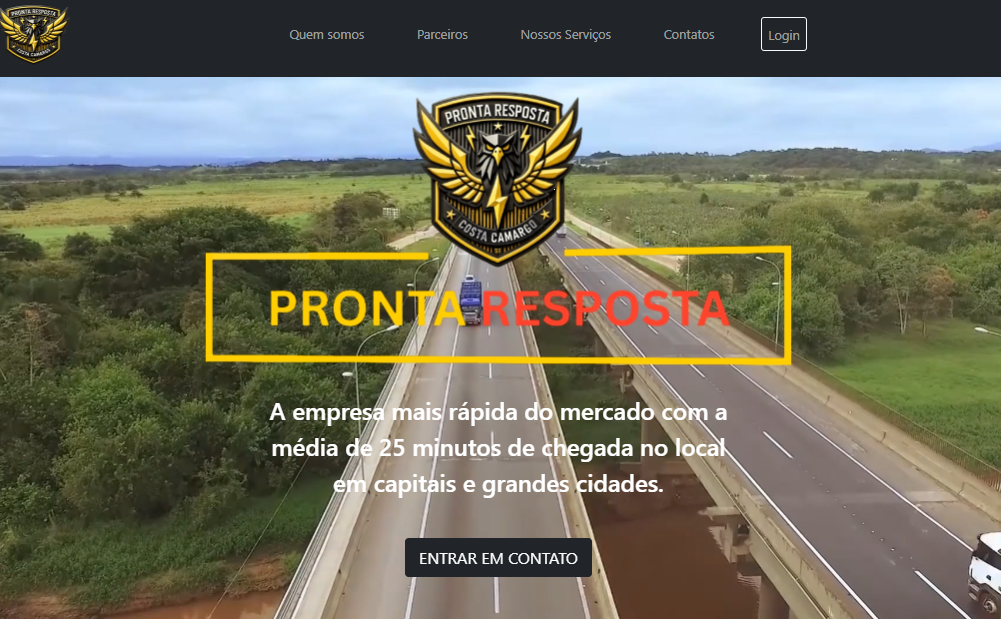 PRONTA RESPOSTA
COSTA CAMARGO
Quem somos
Parceiros
Nossos Serviços
Contatos
Login
PRONTA RESPOSTA
COSTA CAMARGO
PRONTA RESPOSTA
A empresa mais rápida do mercado com a
média de 25 minutos de chegada no local
em capitais e grandes cidades.
ENTRAR EM CONTATO